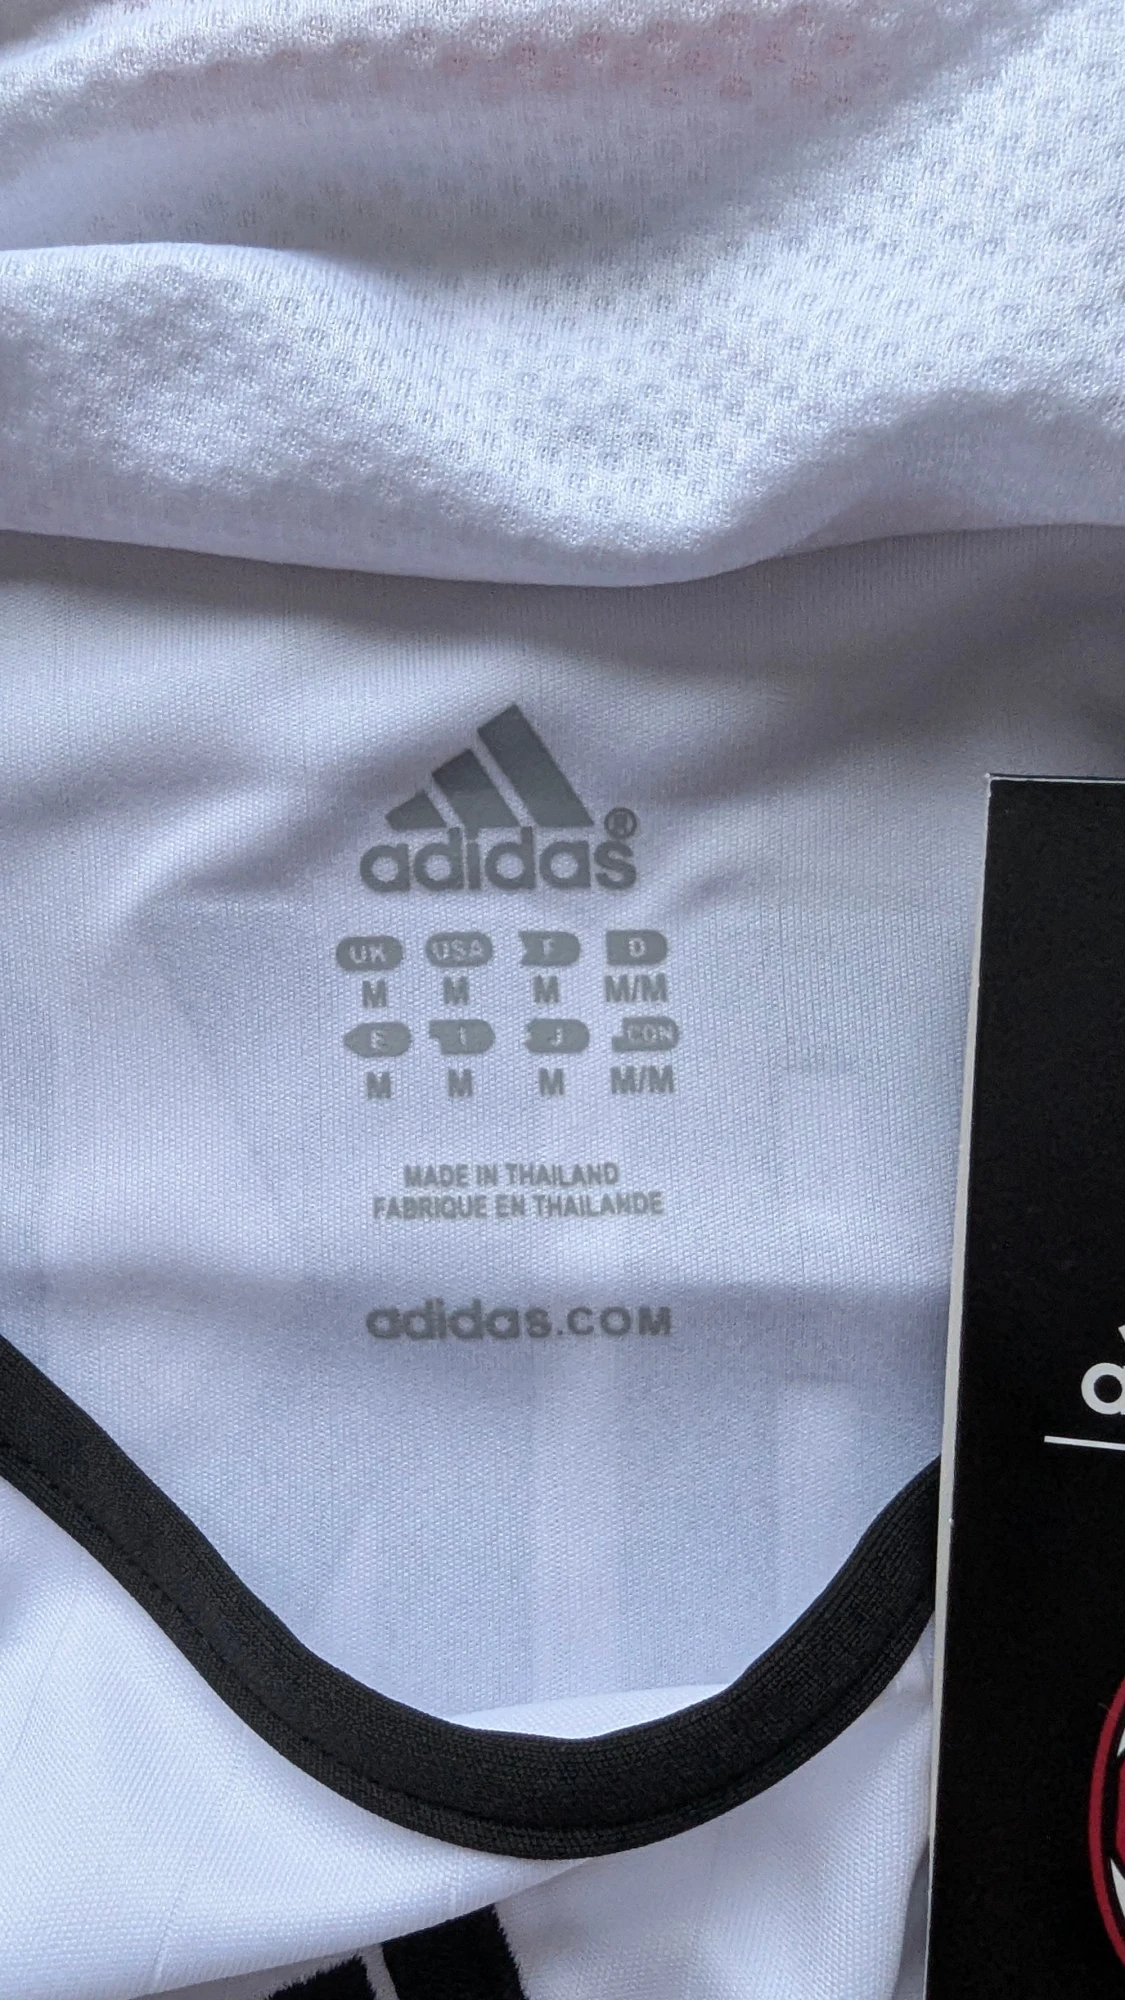 adidas®
UK USA F D
M M M M/M
E I J CON
M M M M/M
MADE IN THAILAND
FABRIQUE EN THAILANDE
adidas.COM
a